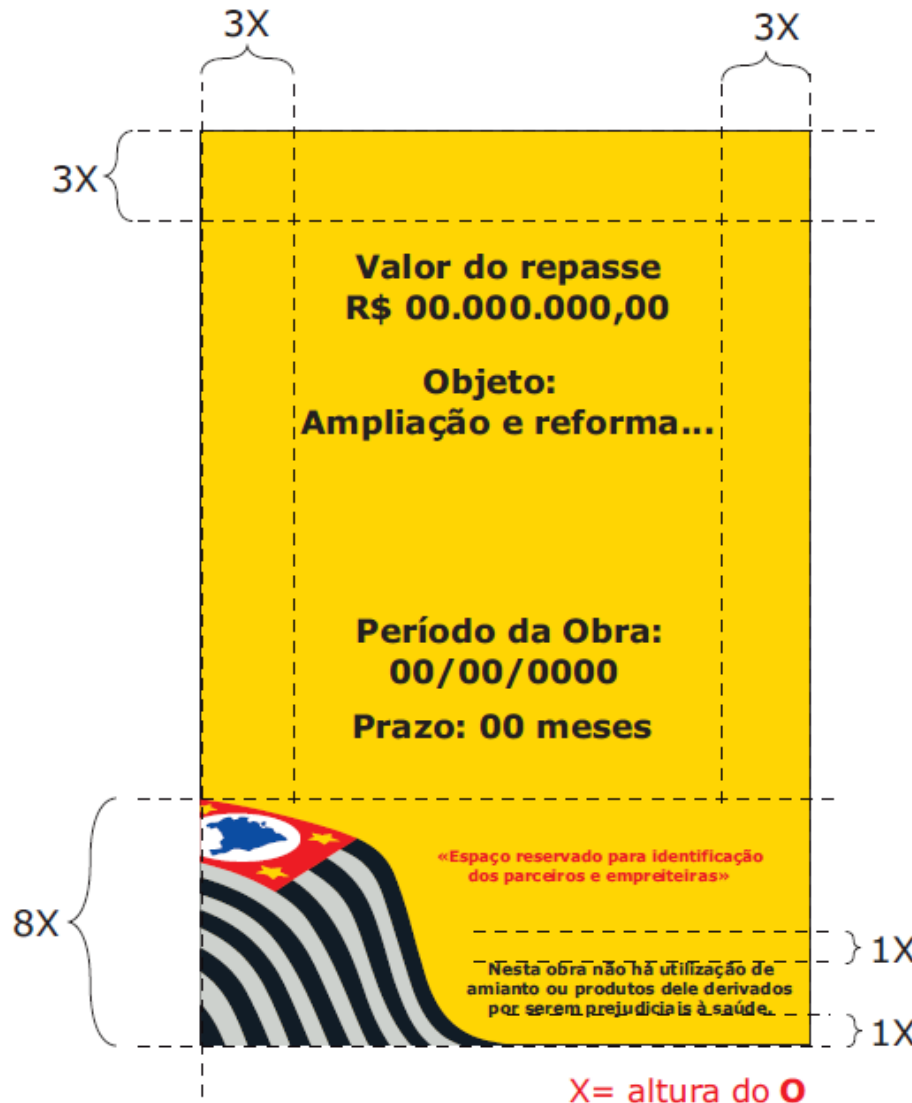 3X
3X
3X
Valor do repasse
R$ 00.000.000,00
Objeto:
Ampliação e reforma...
Período da Obra:
00/00/0000
Prazo: 00 meses
8X
«Espaço reservado para identificação
dos parceiros e empreiteiras»
1X
Nesta obra não há utilização de
amianto ou produtos dele derivados
por serem prejudiciais à saúde.
1X
X= altura do O